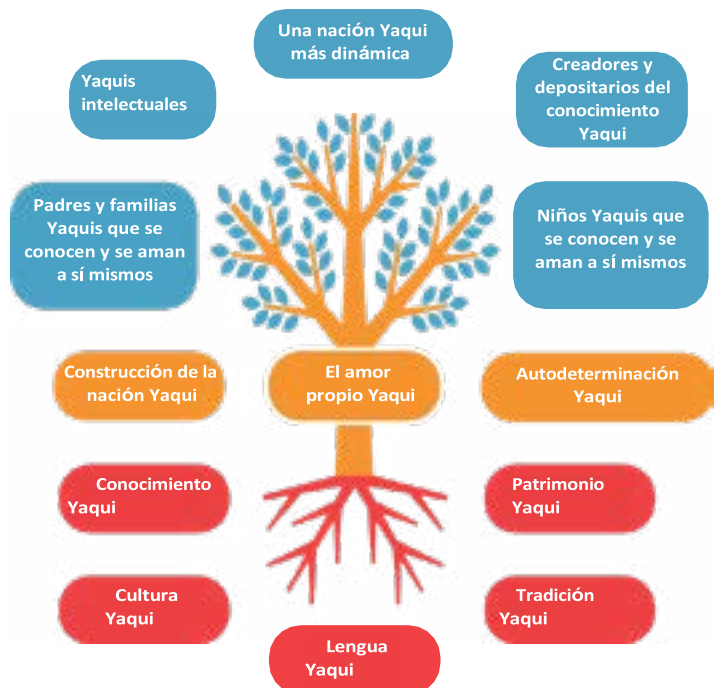 Una nación Yaqui
más dinámica
Yaquis
intelectuales
Creadores y
depositarios del
conocimiento
Yaqui
Padres y familias
Yaquis que se
conocen y se aman
a sí mismos
Niños Yaquis que
se conocen y se
aman a sí mismos
Construcción de la
nación Yaqui
El amor
propio Yaqui
Autodeterminación
Yaqui
Conocimiento
Yaqui
Patrimonio
Yaqui
Cultura
Yaqui
Tradición
Yaqui
Lengua
Yaqui